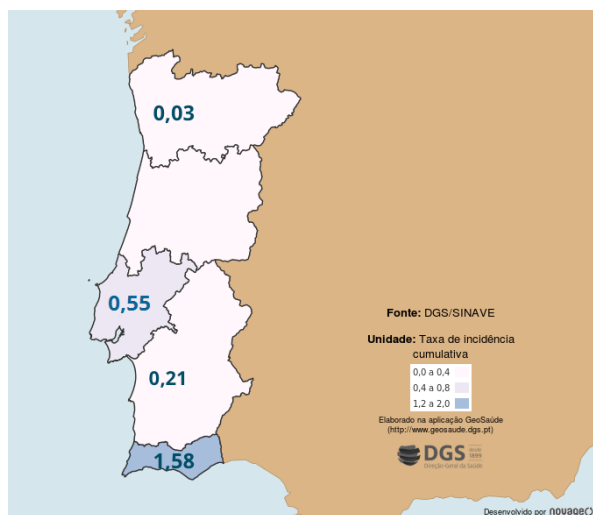 0,03
0,55
0,21
1,58
Fonte: DGS/SINAVE
Unidade: Taxa de incidência
cumulativa
0,0 a 0,4
0,4 a 0,8
1,2 a 2,0
Elaborado na aplicação GeoSaúde
(http://www.geosaude.dgs.pt)
DGS desde 1899
Direção-Geral da Saúde
Desenvolvido por novageo